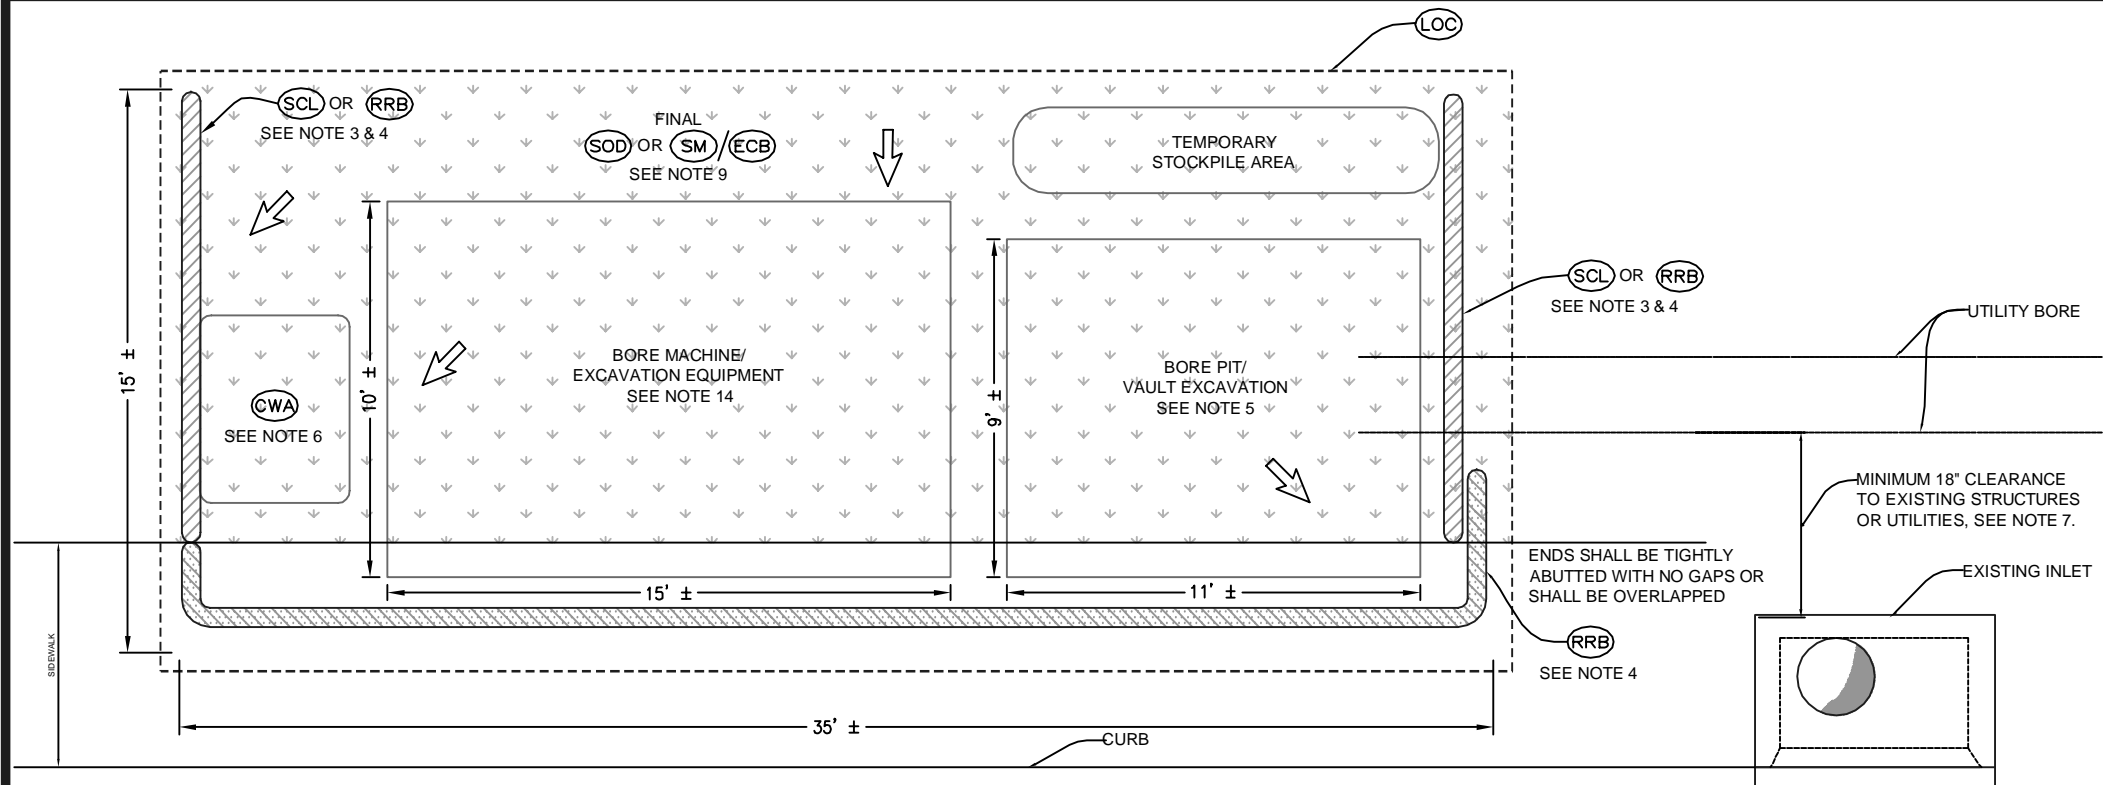 LOC
SCL OR RRB
SEE NOTE 3 & 4
FINAL
SOD OR SM / ECB
SEE NOTE 9
TEMPORARY
STOCKPILE AREA
SCL OR RRB
SEE NOTE 3 & 4
UTILITY BORE
15' ±
10' ±
BORE MACHINE/
EXCAVATION EQUIPMENT
SEE NOTE 14
9' ±
BORE PIT/
VAULT EXCAVATION
SEE NOTE 5
CWA
SEE NOTE 6
MINIMUM 18" CLEARANCE
TO EXISTING STRUCTURES
OR UTILITIES, SEE NOTE 7.
ENDS SHALL BE TIGHTLY
ABUTTED WITH NO GAPS OR
SHALL BE OVERLAPPED
EXISTING INLET
15' ±
11' ±
RRB
SEE NOTE 4
SIDEWALK
35' ±
CURB